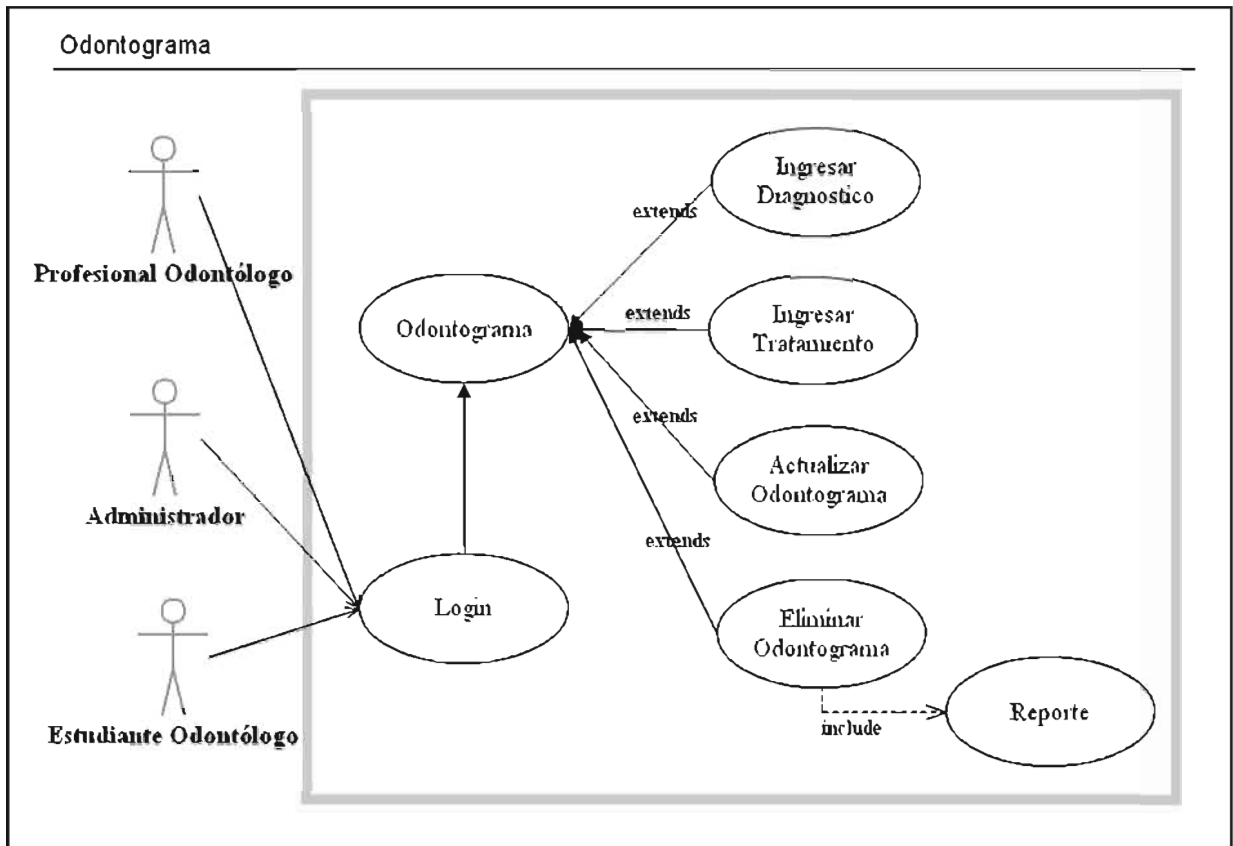 Odontograma
Profesional Odontólogo
Administrador
Estudiante Odontólogo
Odontograma
Login
extends
extends
extends
extends
Ingresar
Diagnostico
Ingresar
Tratamiento
Actualizar
Odontograma
Eliminar
Odontograma
include
Reporte